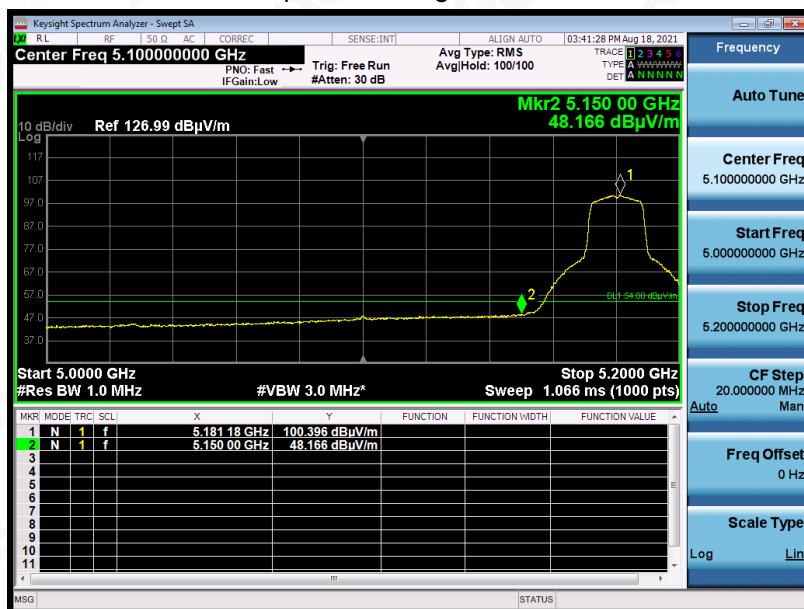 Keysight Spectrum Analyzer - Swept SA
LXI RL RF 50 Ω AC CORREC SENSE:INT ALIGN AUTO 03:41:28 PM Aug 18, 2021
Center Freq 5.100000000 GHz
PNO: Fast
IFGain:Low
Trig: Free Run
#Atten: 30 dB
Avg Type: RMS
Avg|Hold: 100/100
TRACE 1 2 3 4 5 6
TYPE A WWWWW
DET A N N N N N
Mkr2 5.150 00 GHz
48.166 dBµV/m
10 dB/div Ref 126.99 dBµV/m
Log
117
107
97.0
87.0
77.0
67.0
57.0
47.0
37.0
1
2
DL1 54.00 dBµV/m
Start 5.0000 GHz Stop 5.2000 GHz
#Res BW 1.0 MHz #VBW 3.0 MHz* Sweep 1.066 ms (1000 pts)
MKR MODE TRC SCL X Y FUNCTION FUNCTION WIDTH FUNCTION VALUE
1 N 1 f 5.181 18 GHz 100.396 dBµV/m
2 N 1 f 5.150 00 GHz 48.166 dBµV/m
3
4
5
6
7
8
9
10
11
MSG STATUS
Frequency
Auto Tune
Center Freq
5.100000000 GHz
Start Freq
5.000000000 GHz
Stop Freq
5.200000000 GHz
CF Step
20.000000 MHz
Auto Man
Freq Offset
0 Hz
Scale Type
Log Lin